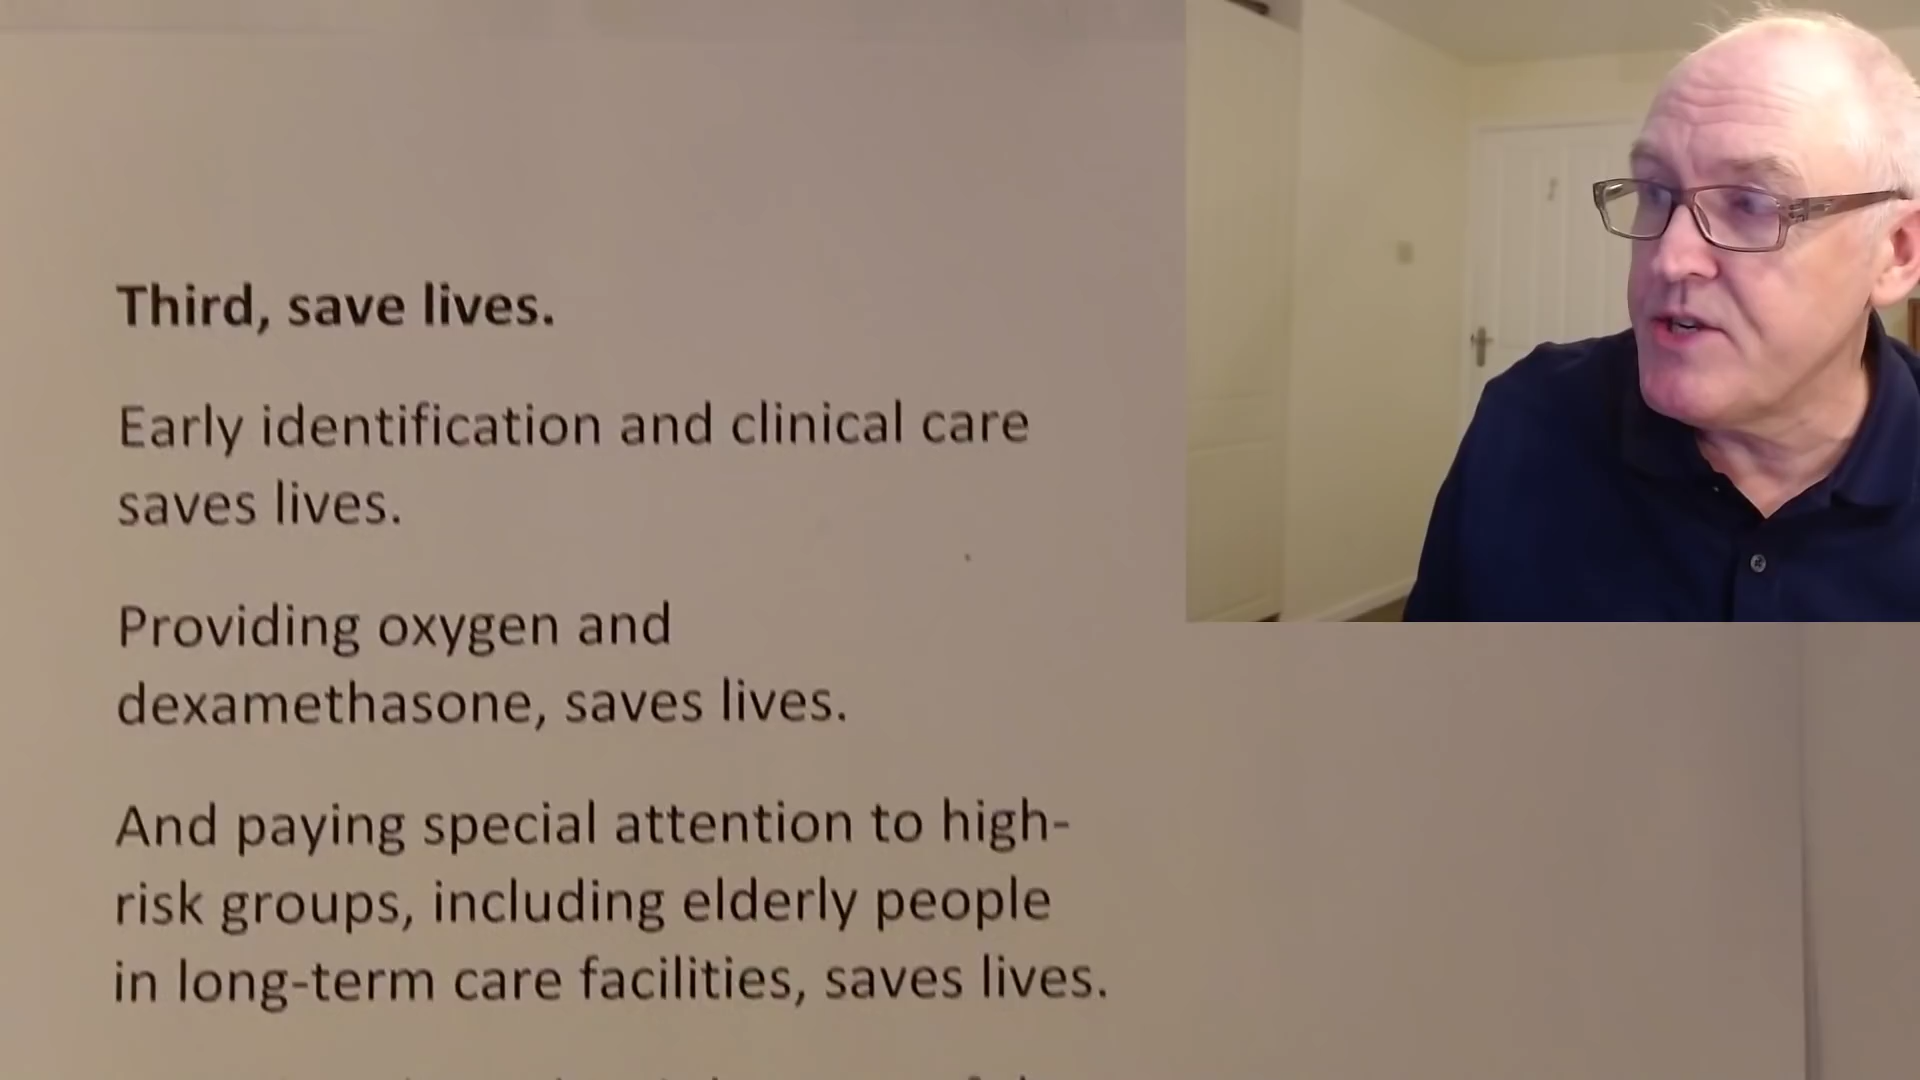 Third, save lives.
Early identification and clinical care
saves lives.
Providing oxygen and
dexamethasone, saves lives.
And paying special attention to high-
risk groups, including elderly people
in long-term care facilities, saves lives.